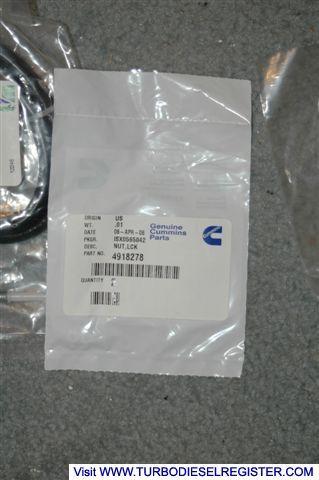 ORIGIN US
WT. .01
DATE 06-APR-06
PKGR. ISX0565042
DESC. NUT,LCK
PART NO. 4918278
Genuine
Cummins
Parts
QUANTITY
Visit WWW.TURBODIESELREGISTER.COM!